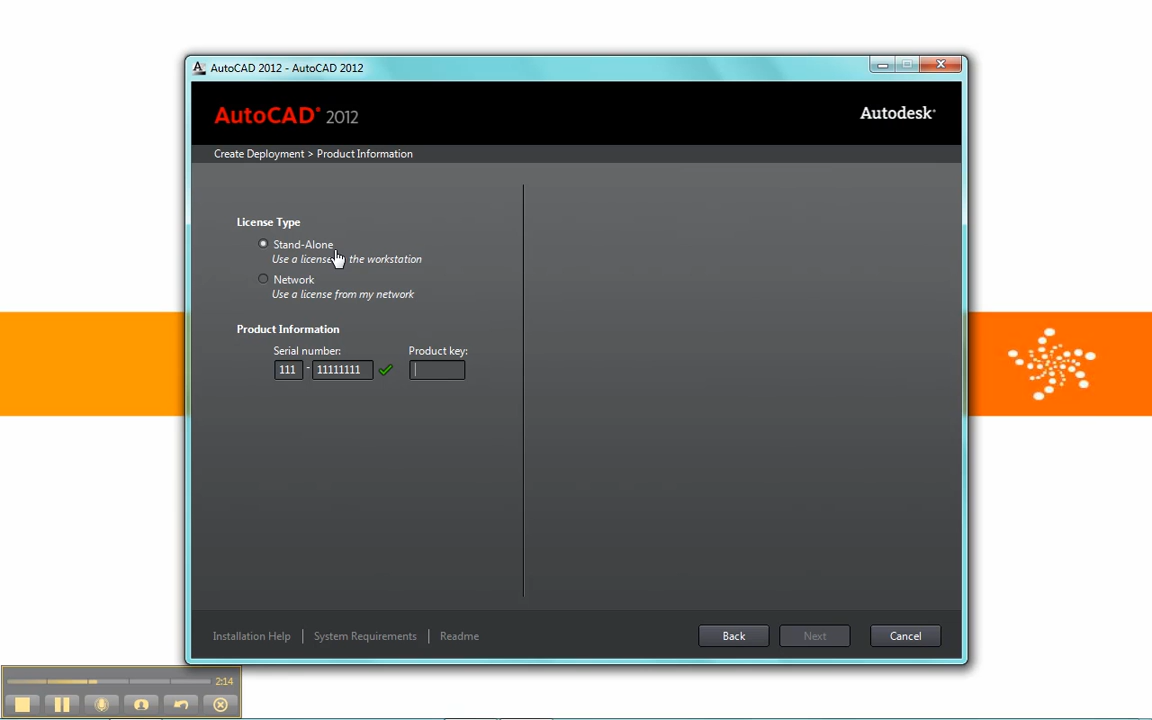 AutoCAD 2012 - AutoCAD 2012
AutoCAD® 2012
Autodesk®
Create Deployment > Product Information
License Type
Stand-Alone
Use a license the workstation
Network
Use a license from my network
Product Information
Serial number: Product key:
111 - 11111111
Installation Help | System Requirements | Readme
Back Next Cancel
2:14